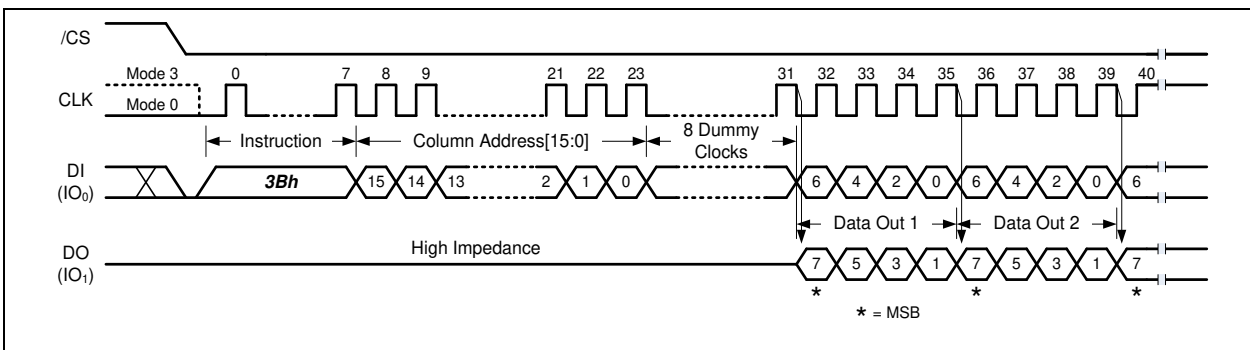 /CS
Mode 3 0 7 8 9 21 22 23 31 32 33 34 35 36 37 38 39 40
CLK
Mode 0
Instruction Column Address[15:0] 8 Dummy
Clocks
DI
(IO0) 3Bh 15 14 13 2 1 0 6 4 2 0 6 4 2 0 6
Data Out 1 Data Out 2
High Impedance
DO
(IO1) 7 5 3 1 7 5 3 1 7
* * *
* = MSB